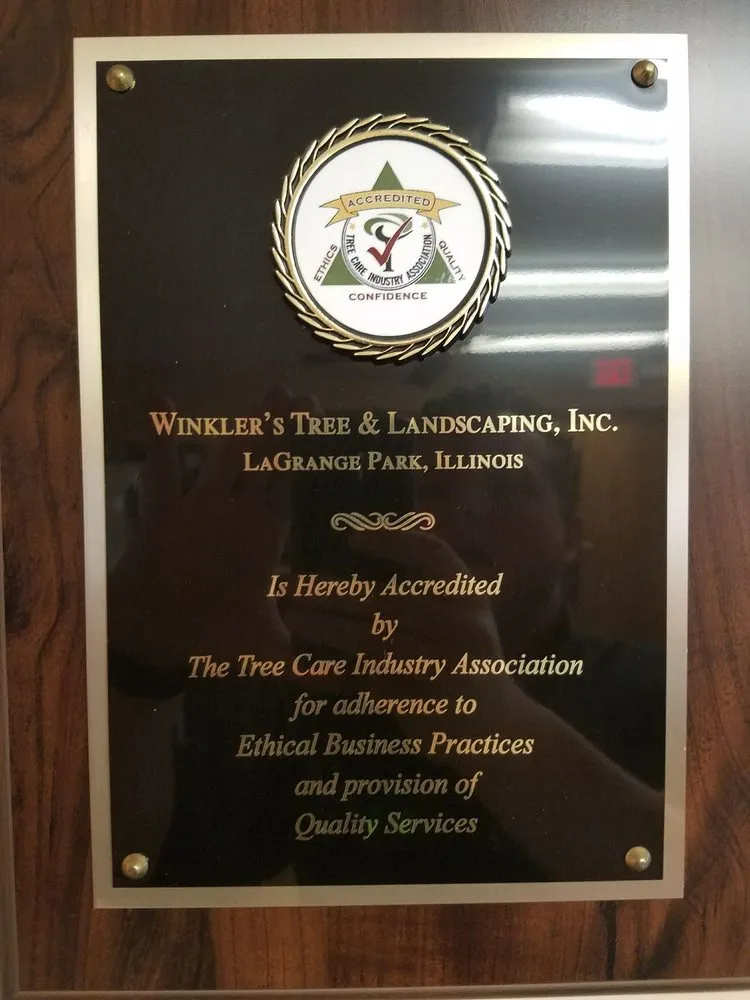 ACCREDITED
ETHICS
TREE CARE INDUSTRY ASSOCIATION
QUALITY
CONFIDENCE
WINKLER'S TREE & LANDSCAPING, INC.
LAGRANGE PARK, ILLINOIS
Is Hereby Accredited
by
The Tree Care Industry Association
for adherence to
Ethical Business Practices
and provision of
Quality Services